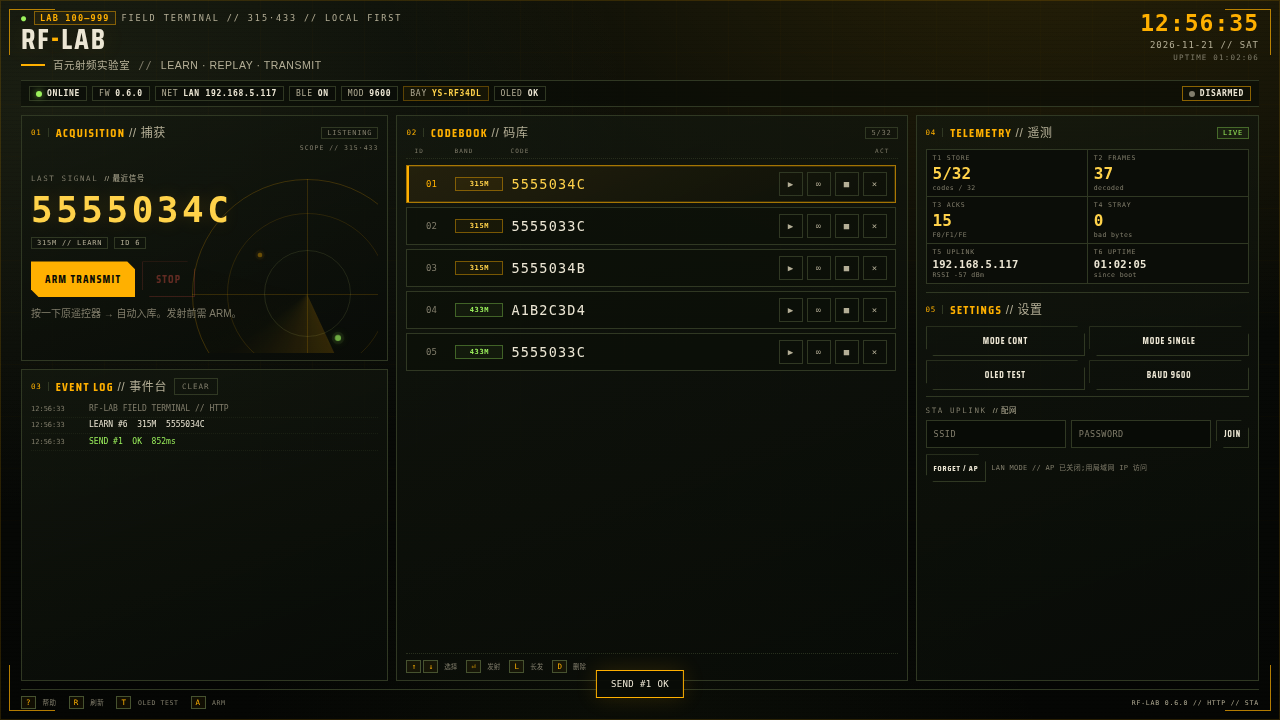 LAB 100—999 FIELD TERMINAL // 315·433 // LOCAL FIRST
RF-LAB
百元射频实验室 // LEARN · REPLAY · TRANSMIT
12:56:35
2026-11-21 // SAT
UPTIME 01:02:06
ONLINE FW 0.6.0 NET LAN 192.168.5.117 BLE ON MOD 9600 BAY YS-RF34DL OLED OK DISARMED
01 ACQUISITION // 捕获 LISTENING
SCOPE // 315·433
LAST SIGNAL // 最近信号
5555034C
315M // LEARN ID 6
ARM TRANSMIT STOP
按一下原遥控器 → 自动入库。发射前需 ARM。
03 EVENT LOG // 事件台 CLEAR
12:56:33 RF-LAB FIELD TERMINAL // HTTP
12:56:33 LEARN #6 315M 5555034C
12:56:33 SEND #1 OK 852ms
02 CODEBOOK // 码库 5/32
ID BAND CODE ACT
01 315M 5555034C ▶ ∞ ■ ×
02 315M 5555033C ▶ ∞ ■ ×
03 315M 5555034B ▶ ∞ ■ ×
04 433M A1B2C3D4 ▶ ∞ ■ ×
05 433M 5555033C ▶ ∞ ■ ×
↑ ↓ 选择 ⏎ 发射 L 长发 D 删除
04 TELEMETRY // 遥测 LIVE
T1 STORE
5/32
codes / 32
T2 FRAMES
37
decoded
T3 ACKS
15
F0/F1/FE
T4 STRAY
0
bad bytes
T5 UPLINK
192.168.5.117
RSSI -57 dBm
T6 UPTIME
01:02:05
since boot
05 SETTINGS // 设置
MODE CONT MODE SINGLE
OLED TEST BAUD 9600
STA UPLINK // 配网
SSID PASSWORD JOIN
FORGET / AP LAN MODE // AP 已关闭;用局域网 IP 访问
SEND #1 OK
? 帮助 R 刷新 T OLED TEST A ARM
RF-LAB 0.6.0 // HTTP // STA